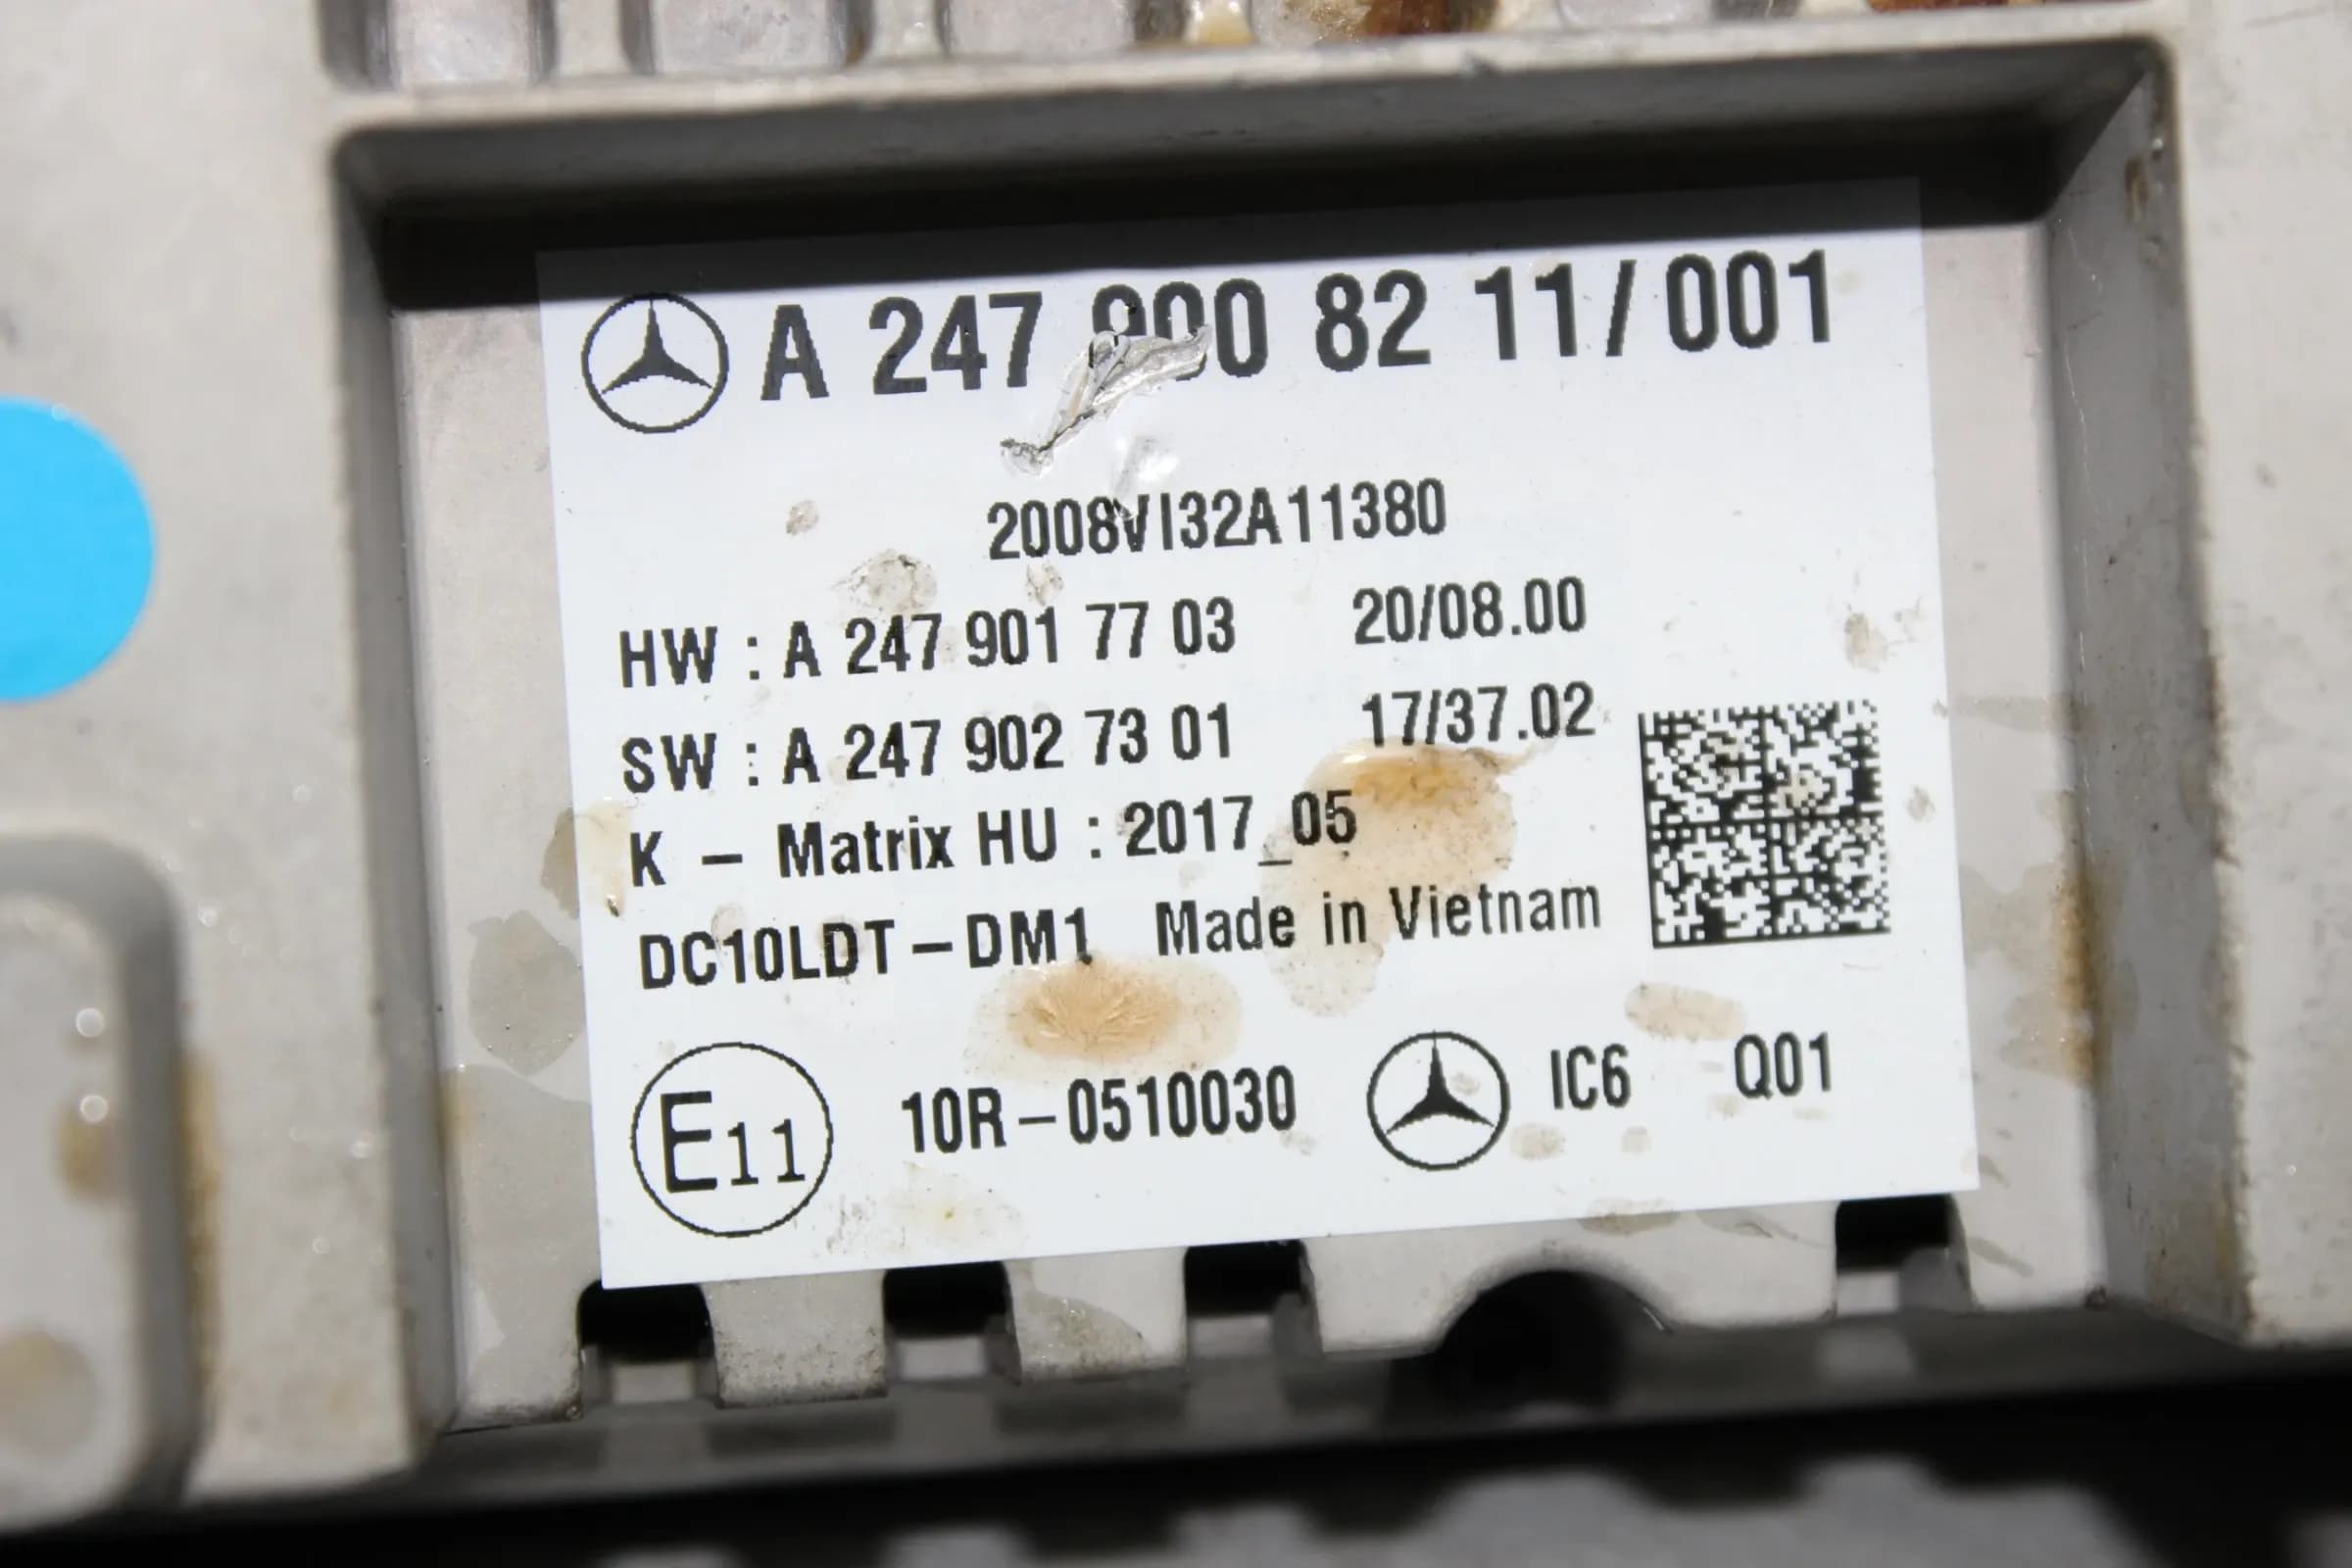 A 247 900 82 11/001
2008VI32A11380
HW : A 247 901 77 03 20/08.00
SW : A 247 902 73 01 17/37.02
K - Matrix HU : 2017_05
DC10LDT-DM1 Made in Vietnam
E11 10R-0510030 IC6 Q01